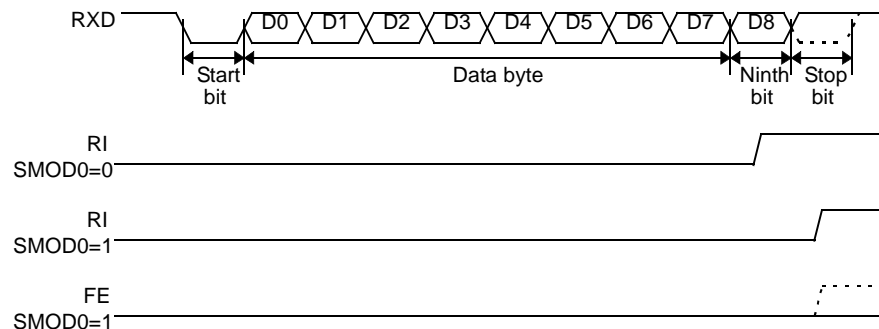 RXD D0 D1 D2 D3 D4 D5 D6 D7 D8
Start bit
Data byte
Ninth bit
Stop bit
RI
SMOD0=0
RI
SMOD0=1
FE
SMOD0=1